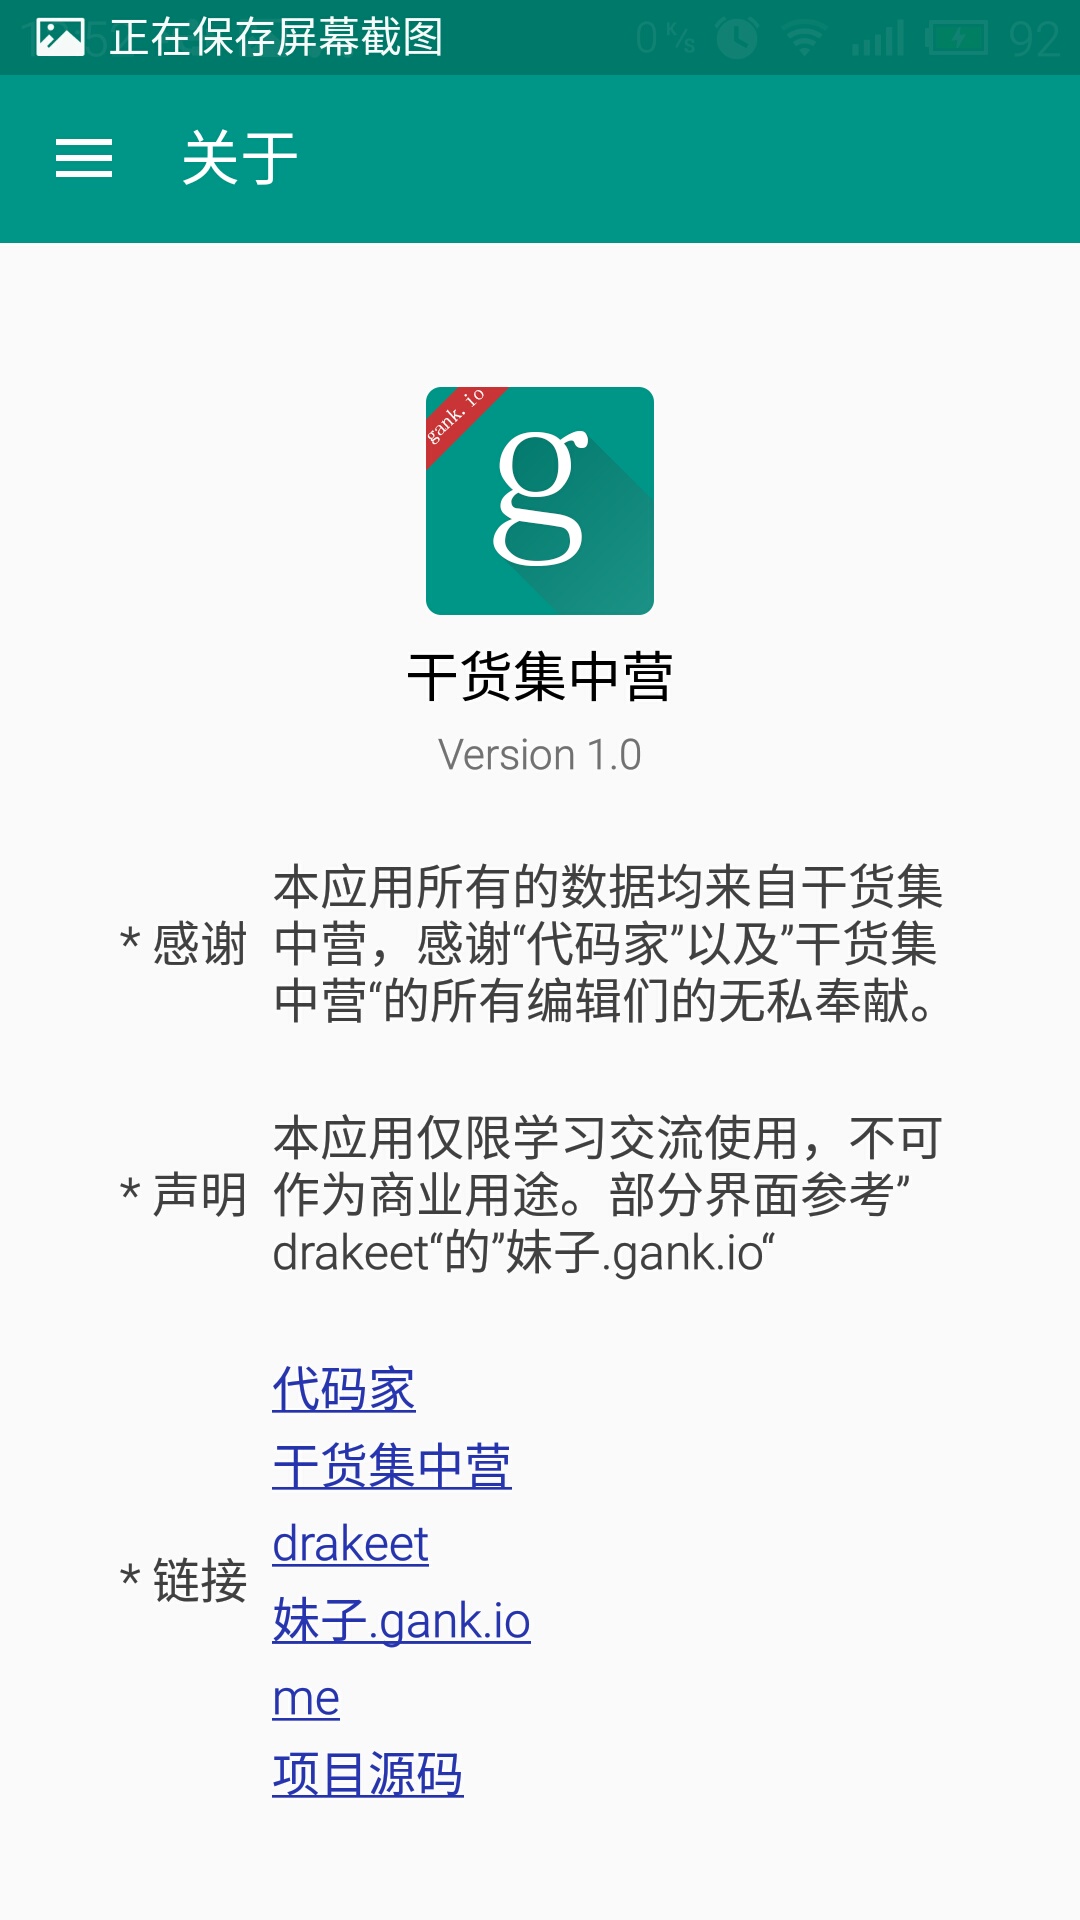 正在保存屏幕截图
0 K/s
92
关于
gank.io
g
干货集中营
Version 1.0
本应用所有的数据均来自干货集
* 感谢 中营，感谢“代码家”以及”干货集
中营“的所有编辑们的无私奉献。
本应用仅限学习交流使用，不可
* 声明 作为商业用途。部分界面参考”
drakeet“的”妹子.gank.io“
* 链接
代码家
干货集中营
drakeet
妹子.gank.io
me
项目源码